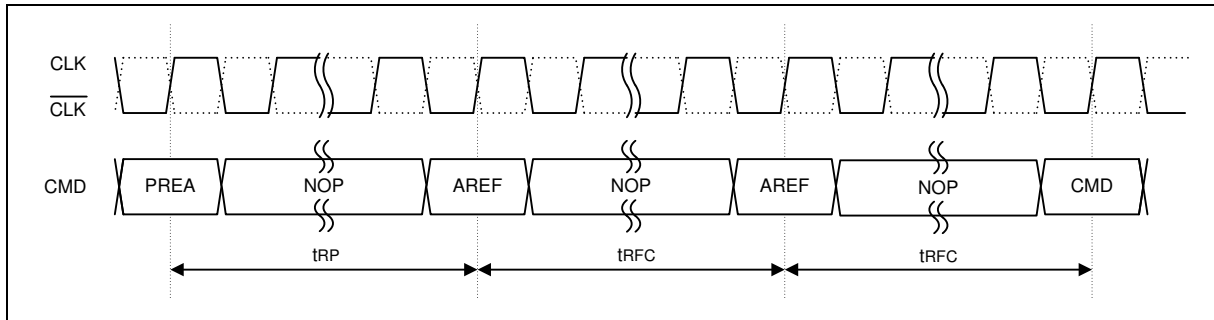 CLK
CLK
CMD PREA NOP AREF NOP AREF NOP CMD
tRP tRFC tRFC